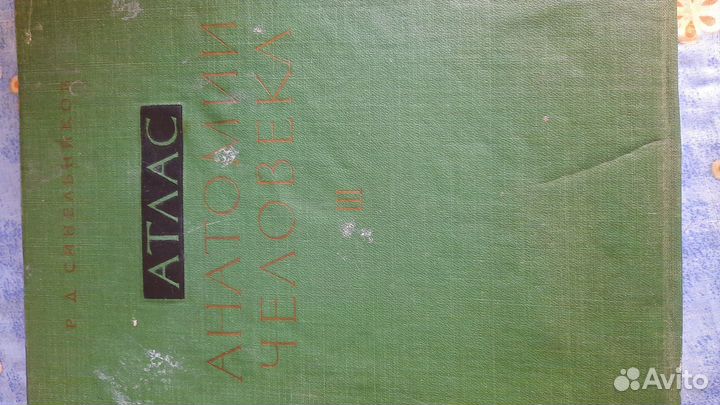 Р Д СИНЕЛЬНИКОВ
АТЛАС
АНАТОМИИ
ЧЕЛОВЕКА
III
Avito